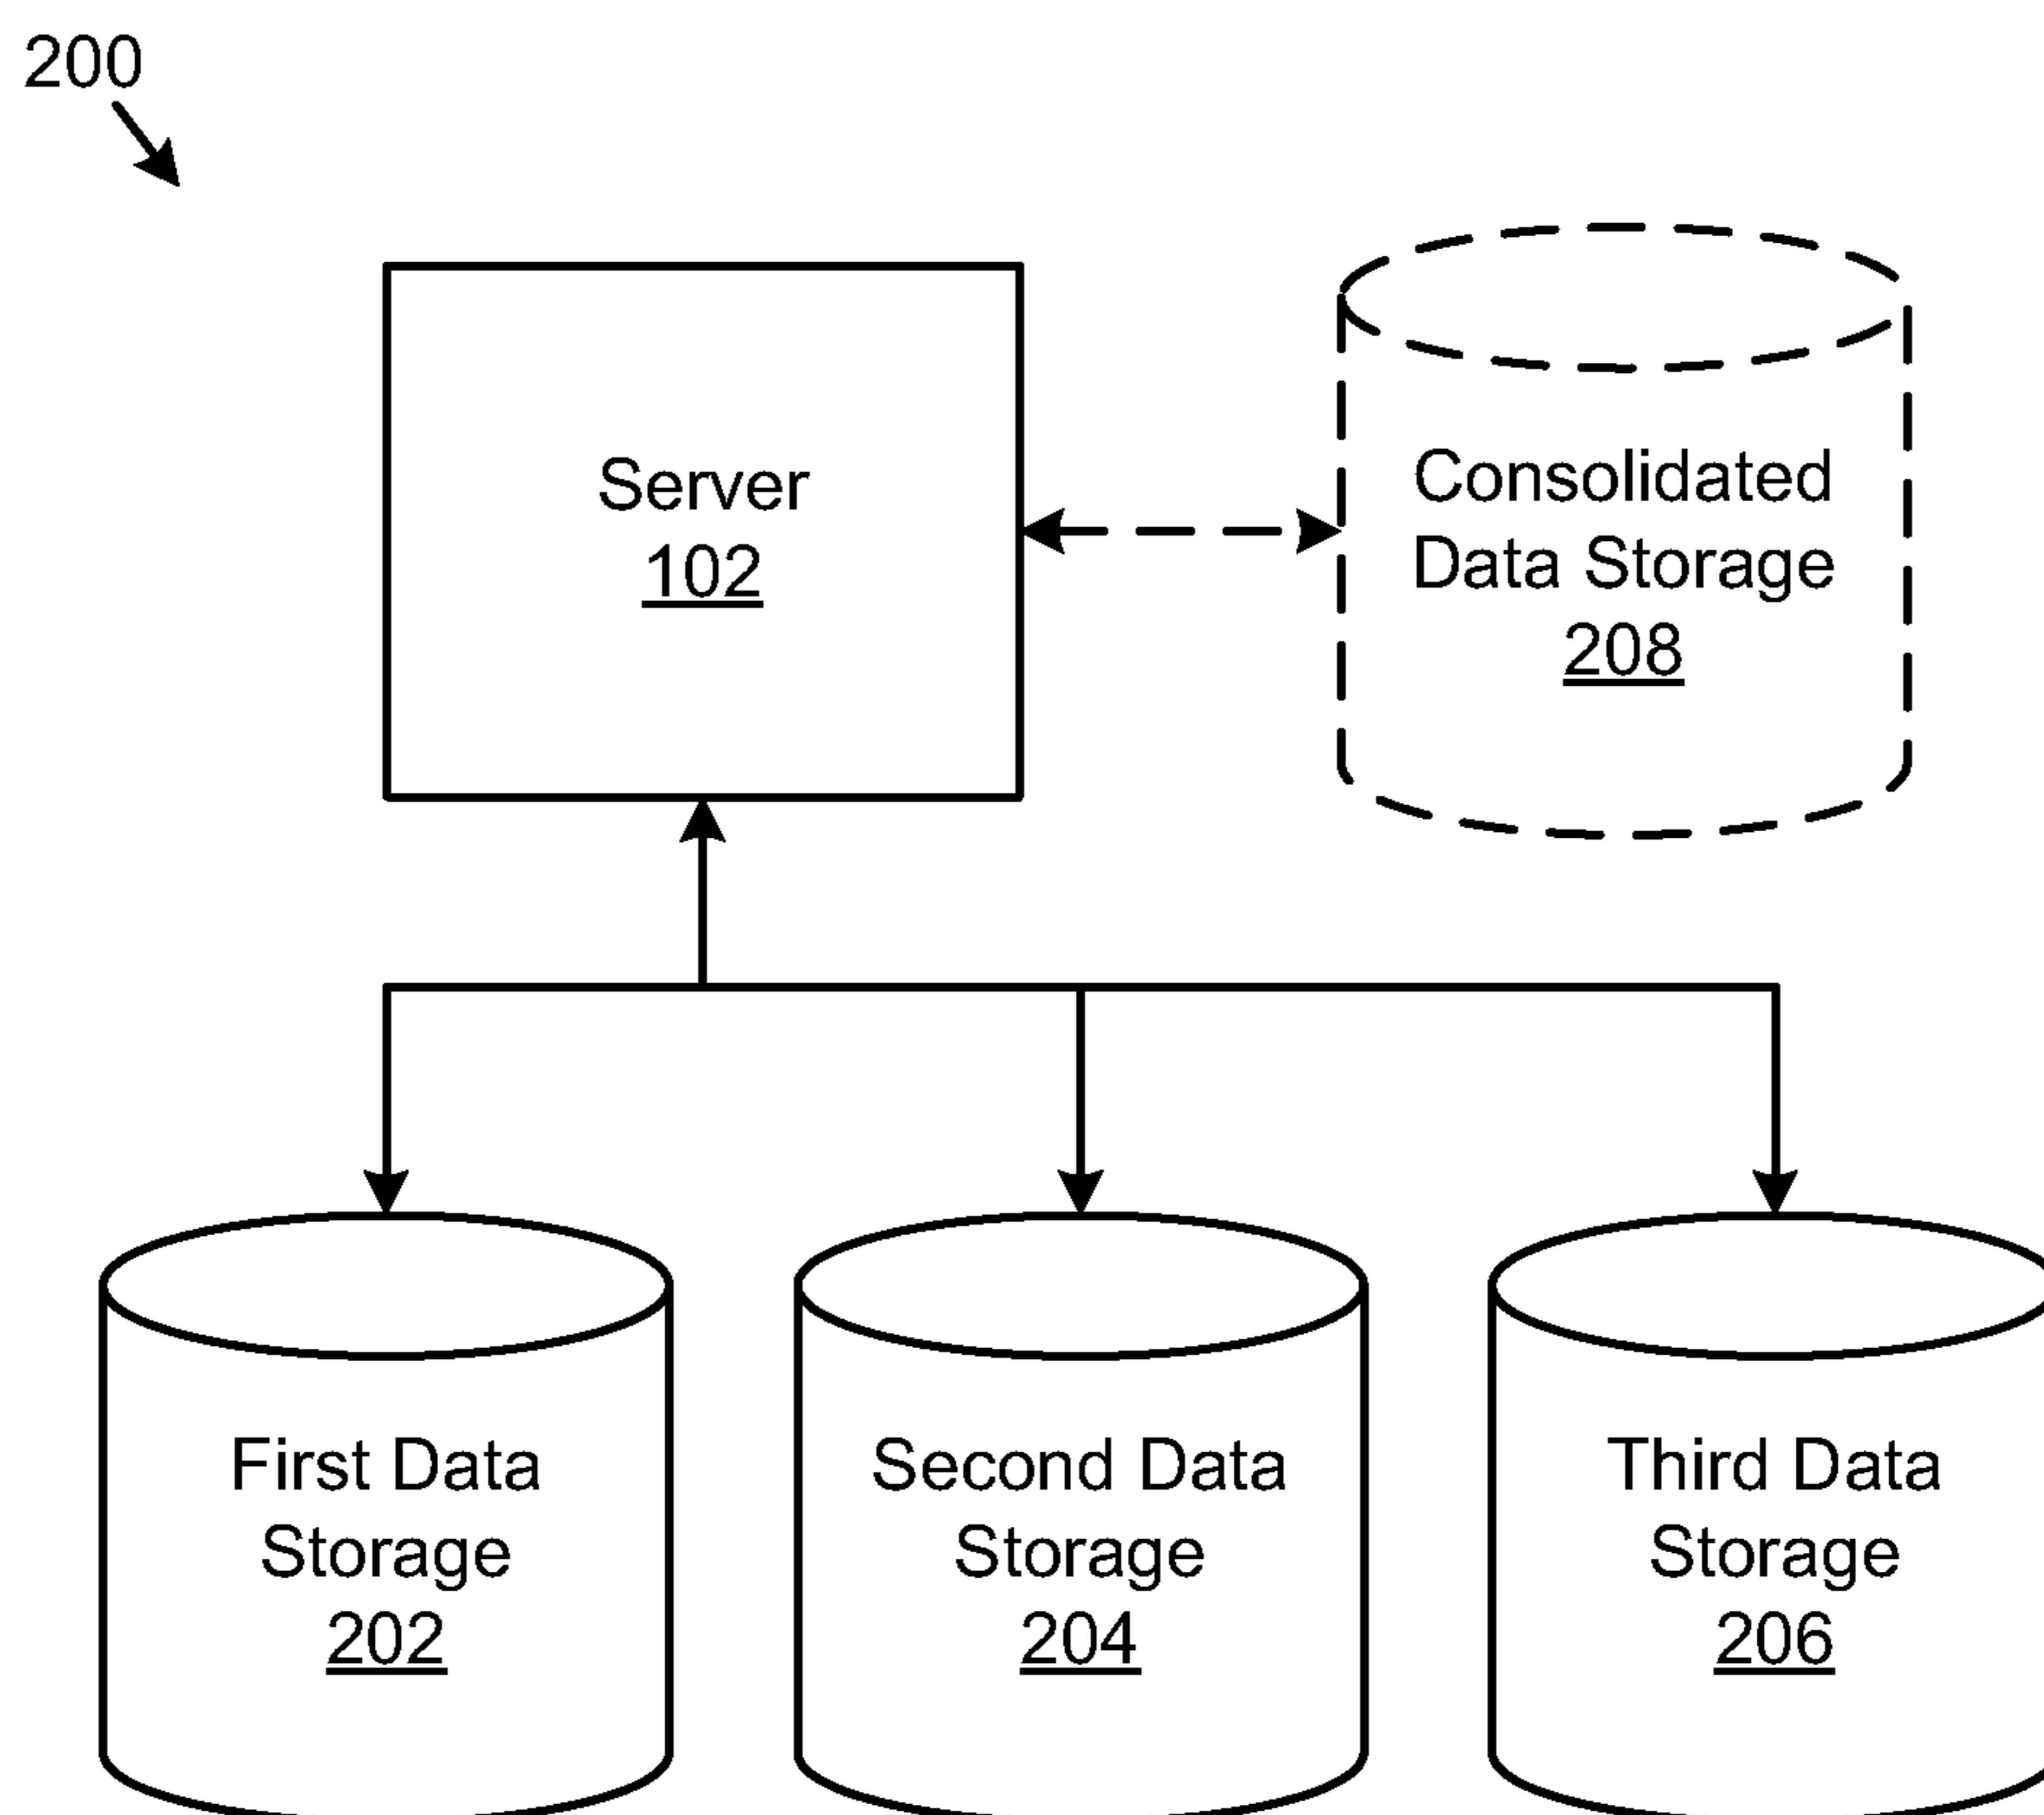 200
Server
102
Consolidated
Data Storage
208
First Data
Storage
202
Second Data
Storage
204
Third Data
Storage
206